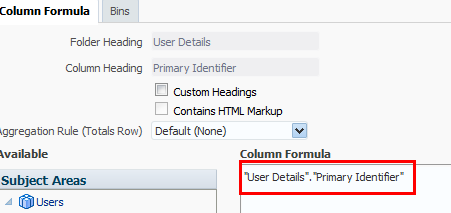 Column Formula Bins
Folder Heading User Details
Column Heading Primary Identifier
Custom Headings
Contains HTML Markup
Aggregation Rule (Totals Row) Default (None)
Available Column Formula
Subject Areas "User Details"."Primary Identifier"
Users